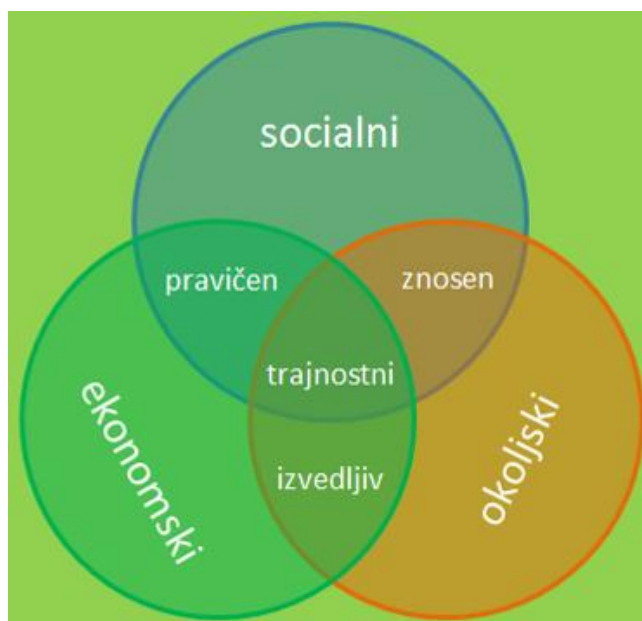 socialni
pravičen
znosen
trajnostni
ekonomski
izvedljiv
okoljski